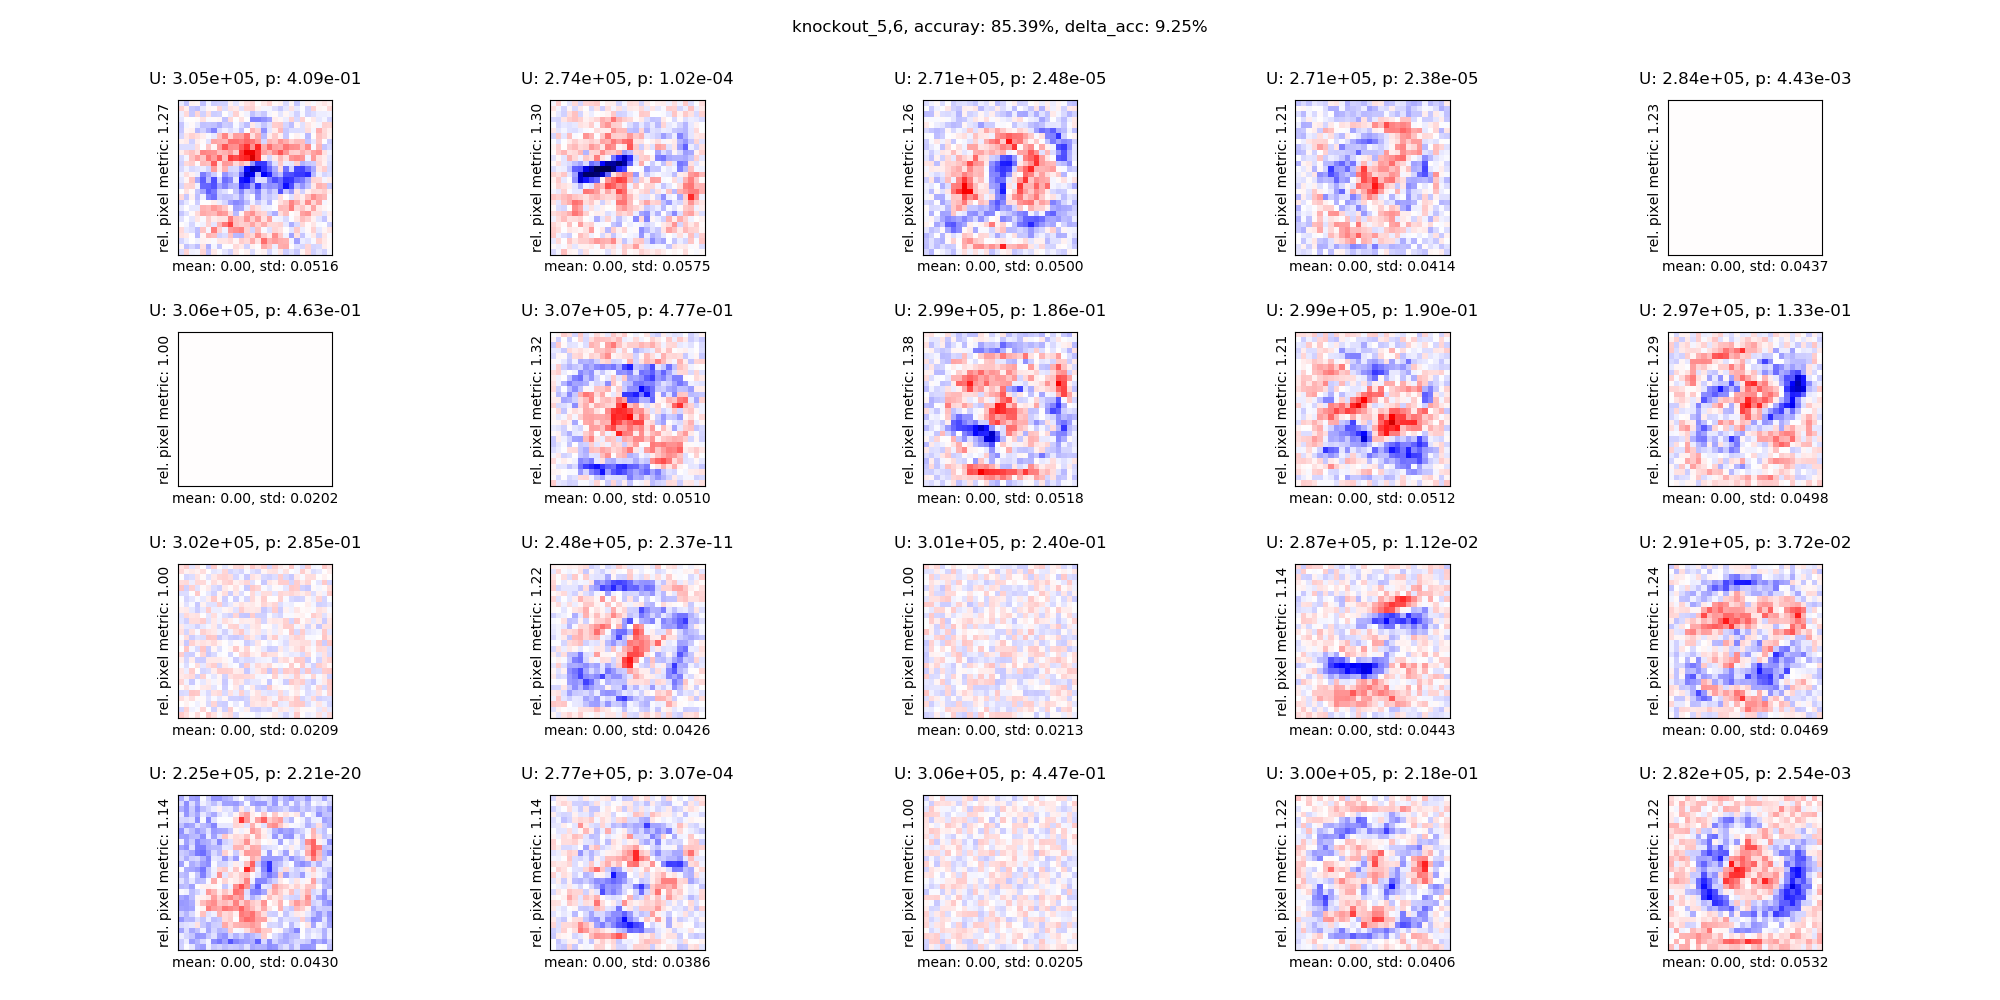 knockout_5,6, accuray: 85.39%, delta_acc: 9.25%
U: 3.05e+05, p: 4.09e-01
rel. pixel metric: 1.27
mean: 0.00, std: 0.0516
U: 2.74e+05, p: 1.02e-04
rel. pixel metric: 1.30
mean: 0.00, std: 0.0575
U: 2.71e+05, p: 2.48e-05
rel. pixel metric: 1.26
mean: 0.00, std: 0.0500
U: 2.71e+05, p: 2.38e-05
rel. pixel metric: 1.21
mean: 0.00, std: 0.0414
U: 2.84e+05, p: 4.43e-03
rel. pixel metric: 1.23
mean: 0.00, std: 0.0437
U: 3.06e+05, p: 4.63e-01
rel. pixel metric: 1.00
mean: 0.00, std: 0.0202
U: 3.07e+05, p: 4.77e-01
rel. pixel metric: 1.32
mean: 0.00, std: 0.0510
U: 2.99e+05, p: 1.86e-01
rel. pixel metric: 1.38
mean: 0.00, std: 0.0518
U: 2.99e+05, p: 1.90e-01
rel. pixel metric: 1.21
mean: 0.00, std: 0.0512
U: 2.97e+05, p: 1.33e-01
rel. pixel metric: 1.29
mean: 0.00, std: 0.0498
U: 3.02e+05, p: 2.85e-01
rel. pixel metric: 1.00
mean: 0.00, std: 0.0209
U: 2.48e+05, p: 2.37e-11
rel. pixel metric: 1.22
mean: 0.00, std: 0.0426
U: 3.01e+05, p: 2.40e-01
rel. pixel metric: 1.00
mean: 0.00, std: 0.0213
U: 2.87e+05, p: 1.12e-02
rel. pixel metric: 1.14
mean: 0.00, std: 0.0443
U: 2.91e+05, p: 3.72e-02
rel. pixel metric: 1.24
mean: 0.00, std: 0.0469
U: 2.25e+05, p: 2.21e-20
rel. pixel metric: 1.14
mean: 0.00, std: 0.0430
U: 2.77e+05, p: 3.07e-04
rel. pixel metric: 1.14
mean: 0.00, std: 0.0386
U: 3.06e+05, p: 4.47e-01
rel. pixel metric: 1.00
mean: 0.00, std: 0.0205
U: 3.00e+05, p: 2.18e-01
rel. pixel metric: 1.22
mean: 0.00, std: 0.0406
U: 2.82e+05, p: 2.54e-03
rel. pixel metric: 1.22
mean: 0.00, std: 0.0532